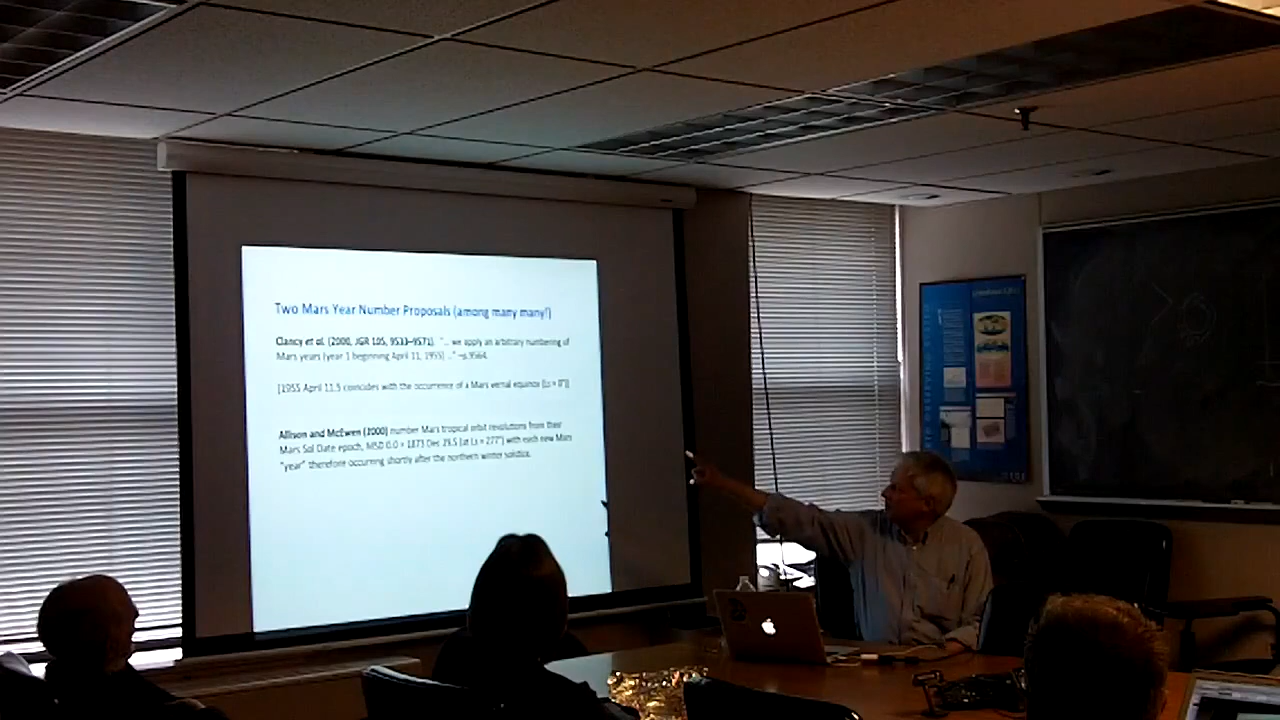 Two Mars Year Number Proposals (among many many!)
Clancy et al. (2000, JGR 105, 9553–9571). "... we apply an arbitrary numbering of
Mars years (year 1 beginning April 11, 1955) ..." –p.9564.
[1955 April 11.5 coincides with the occurrence of a Mars vernal equinox (Ls = 0°)]
Allison and McEwen (2000) number Mars tropical orbit revolutions from their
Mars Sol Date epoch, MSD 0.0 = 1873 Dec 29.5 (at Ls = 277°) with each new Mars
"year" therefore occurring shortly after the northern winter solstice.